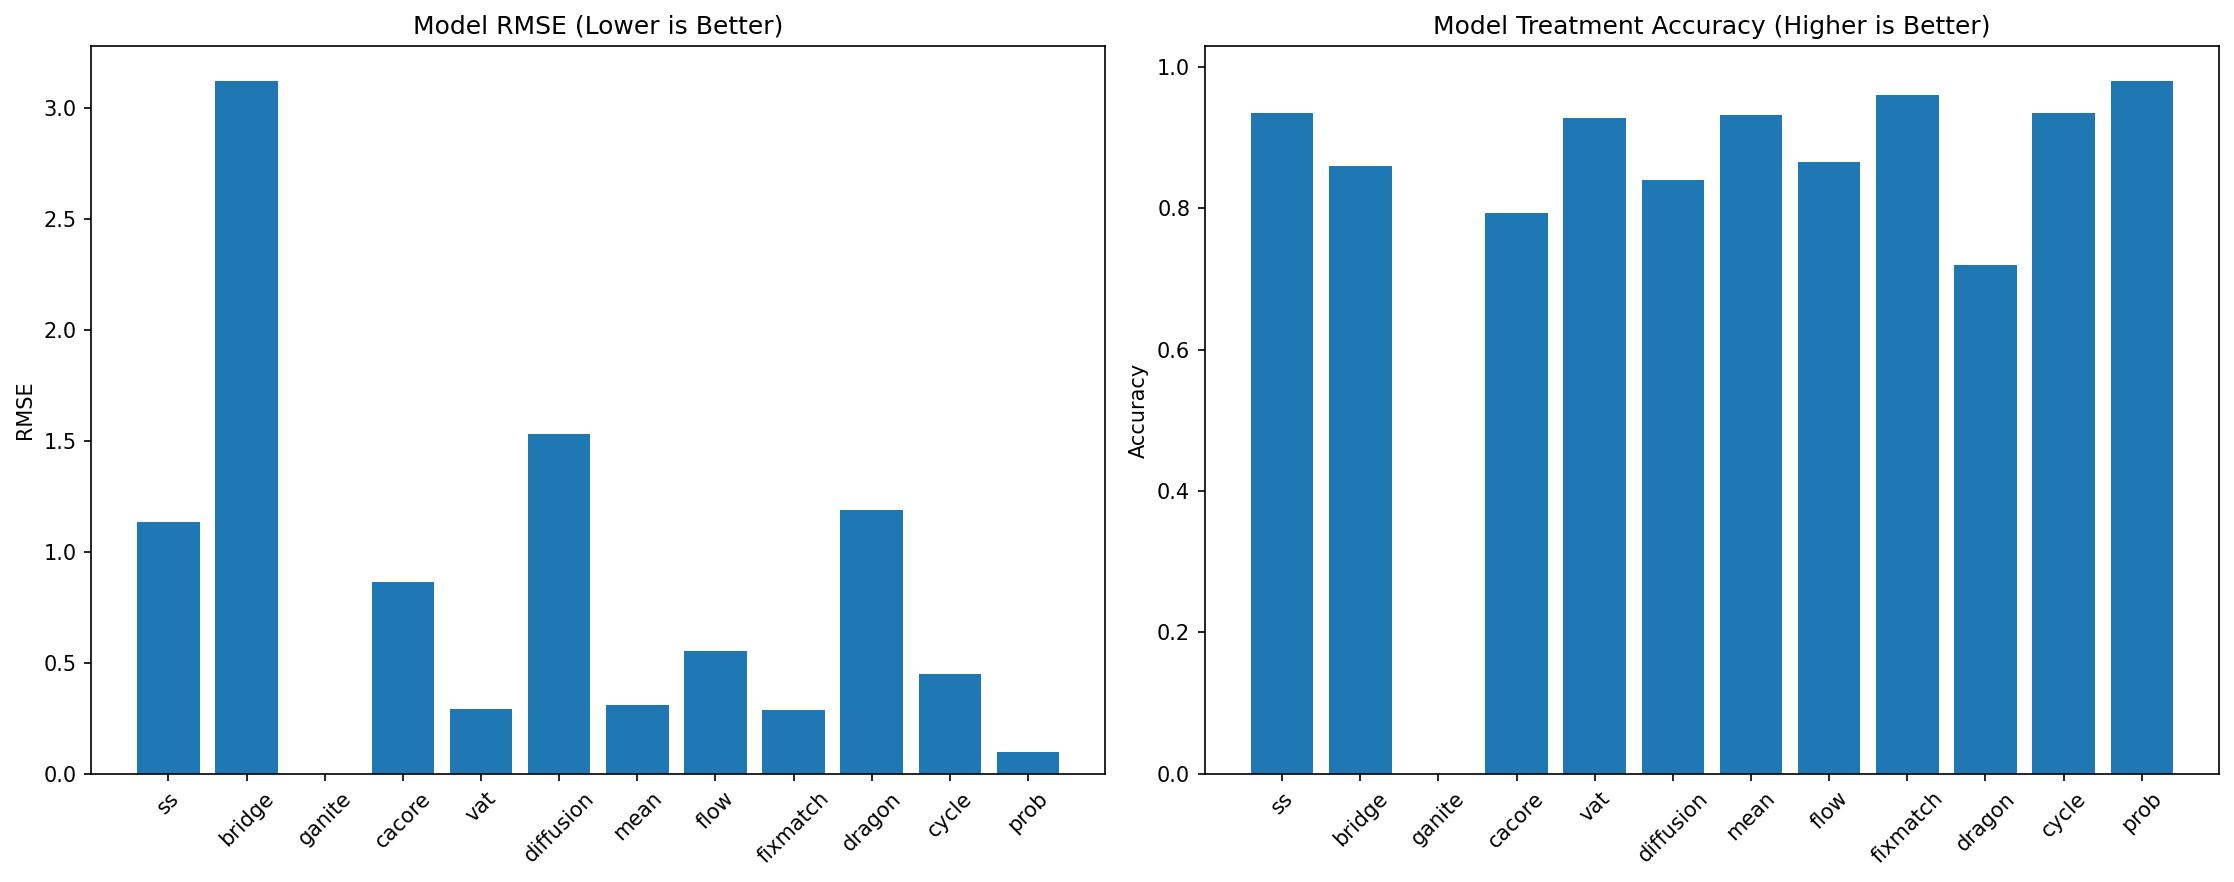 Model RMSE (Lower is Better)
RMSE
3.0
2.5
2.0
1.5
1.0
0.5
0.0
ss
bridge
ganite
cacore
vat
diffusion
mean
flow
fixmatch
dragon
cycle
prob
Model Treatment Accuracy (Higher is Better)
Accuracy
1.0
0.8
0.6
0.4
0.2
0.0
ss
bridge
ganite
cacore
vat
diffusion
mean
flow
fixmatch
dragon
cycle
prob